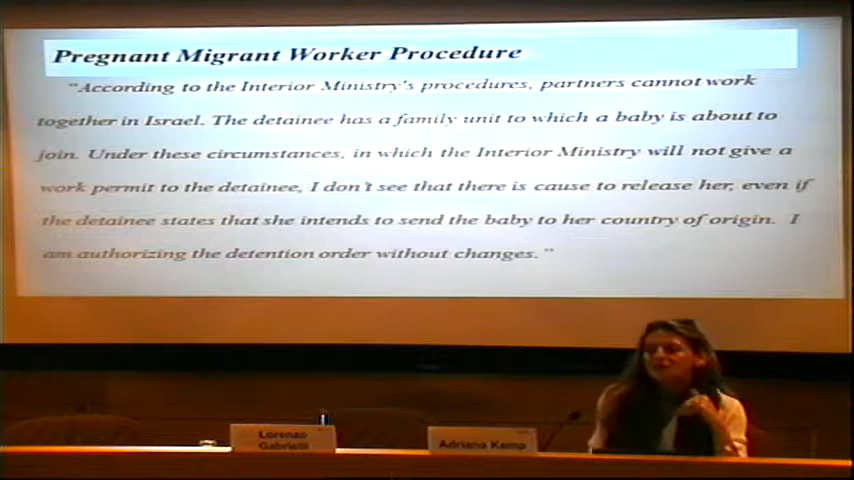 Pregnant Migrant Worker Procedure
"According to the Interior Ministry's procedures, partners cannot work
together in Israel. The detainee has a family unit to which a baby is about to
join. Under these circumstances, in which the Interior Ministry will not give a
work permit to the detainee, I don't see that there is cause to release her, even if
the detainee states that she intends to send the baby to her country of origin. I
am authorizing the detention order without changes."
Lorenzo
Gabrielli
Adriana Kemp